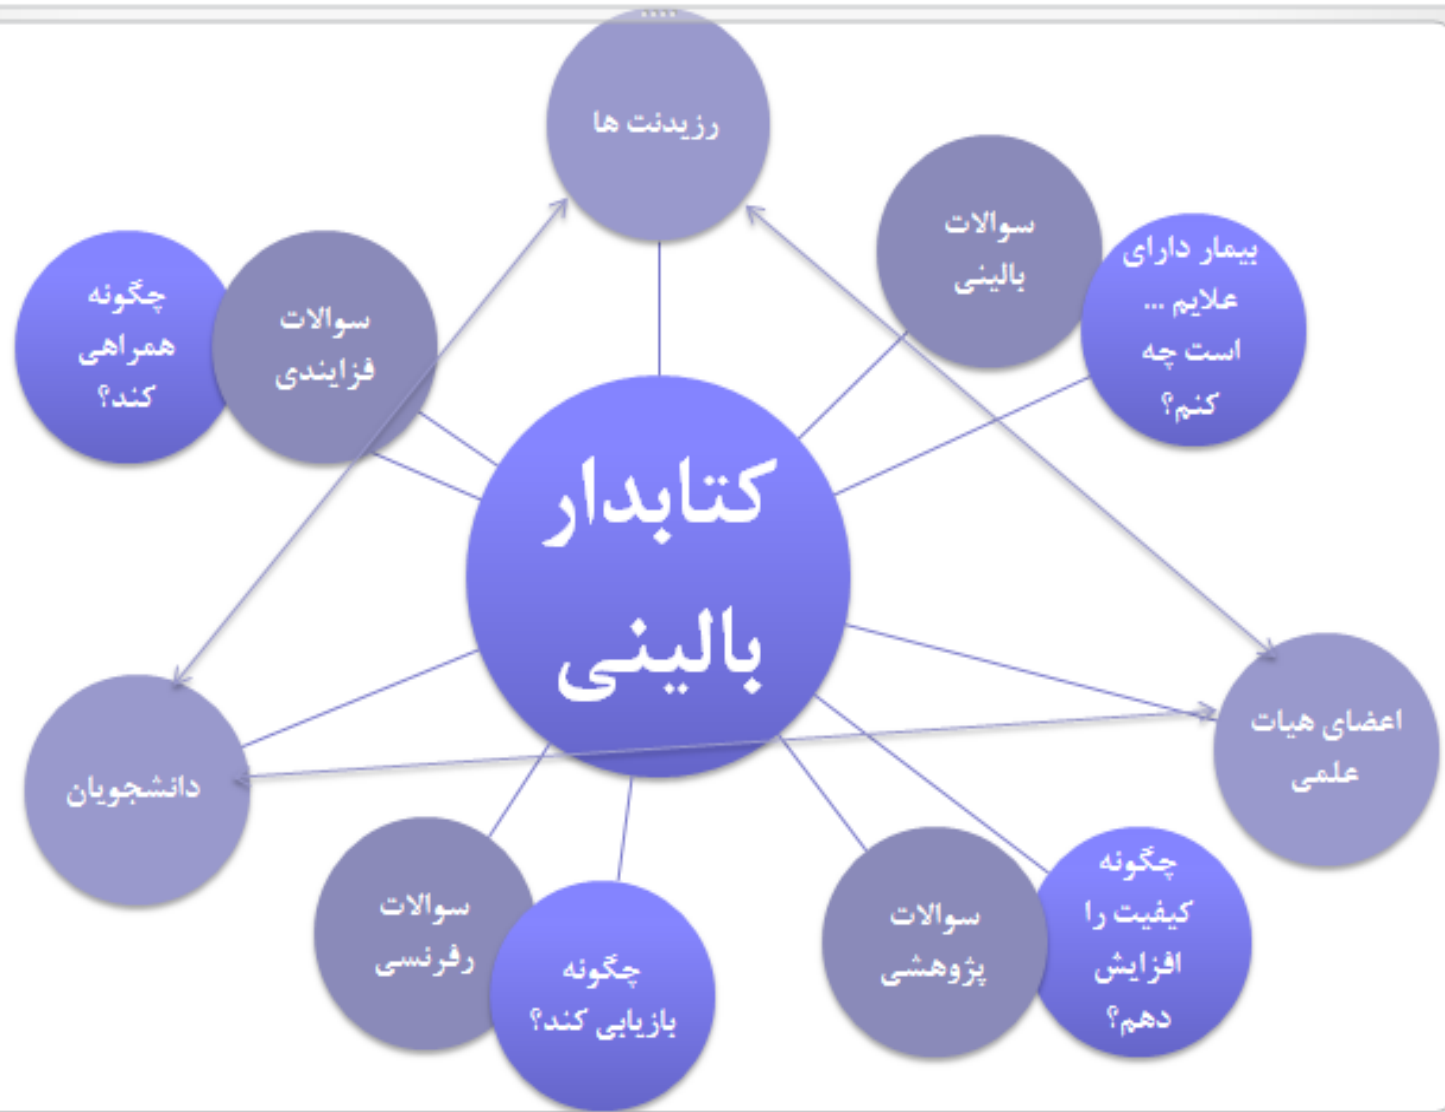 رزیدنت ها
سوالات
بالینی
بیمار دارای
علایم ...
است چه
کنم؟
چگونه
همراهی
کند؟
سوالات
فزایندی
کتابدار
بالینی
اعضای هیات
علمی
دانشجویان
سوالات
رفرنسی
چگونه
بازیابی کند؟
سوالات
پژوهشی
چگونه
کیفیت را
افزایش
دهم؟